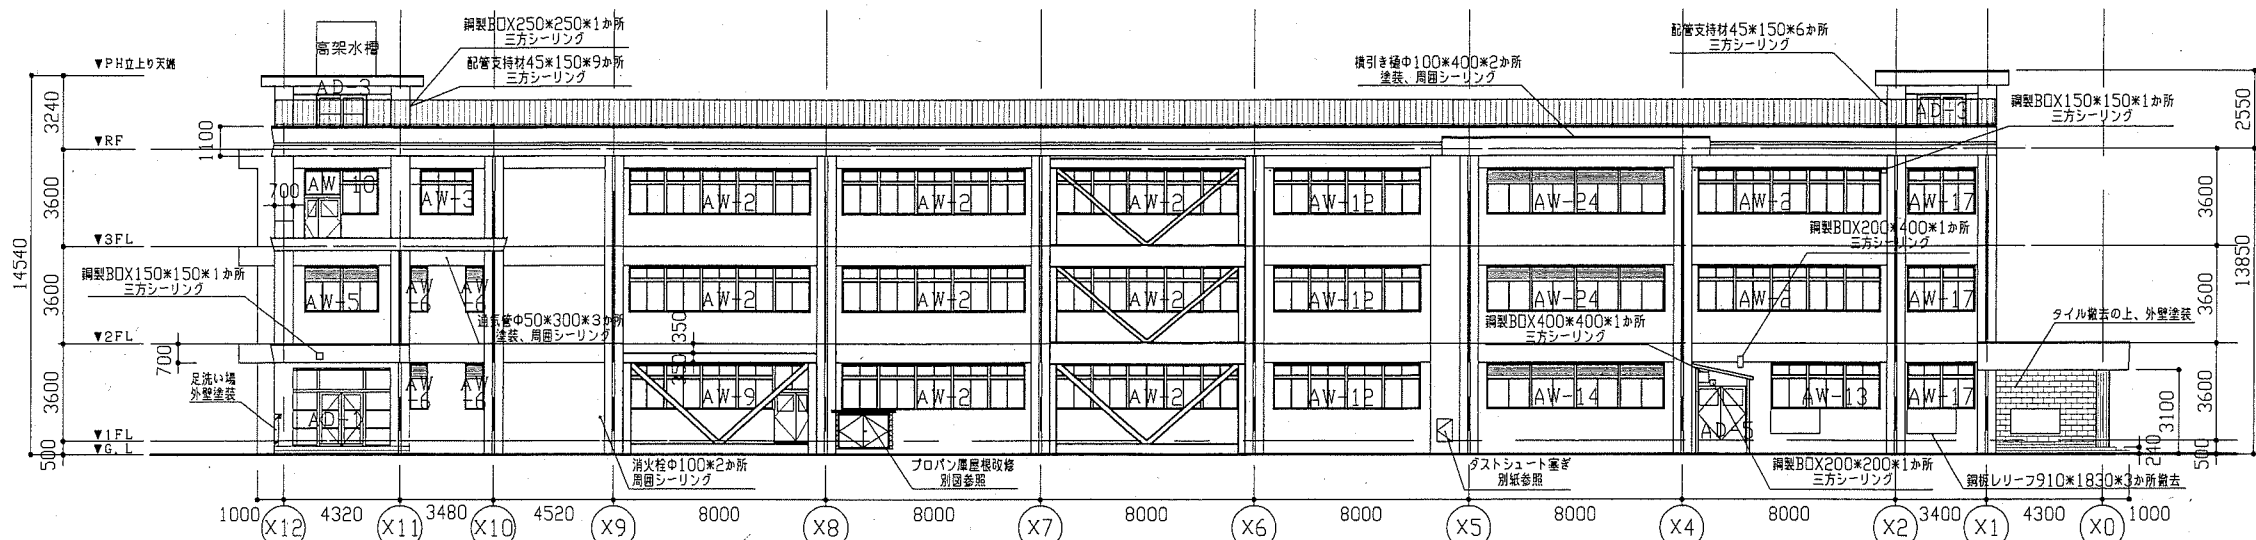 高架水槽
鋼製BOX250*250*1か所
三方シーリング
配管支持材45*150*9か所
三方シーリング
横引き樋Φ100*400*2か所
塗装、周囲シーリング
配管支持材45*150*6か所
三方シーリング
鋼製BOX150*150*1か所
三方シーリング
▼PH立上り天端
▼RF
▼3FL
▼2FL
▼1FL
▼G.L
14540
3240
3600
3600
3600
500
1100
700
700
AD-3
AD-3
AW-10
AW-3
AW-2
AW-2
AW-2
AW-12
AW-24
AW-2
AW-17
鋼製BOX200*400*1か所
三方シーリング
鋼製BOX150*150*1か所
三方シーリング
AW-5
AW-6
AW-6
AW-2
AW-2
AW-2
AW-12
AW-24
AW-2
AW-17
通気管Φ50*300*3か所
塗装、周囲シーリング
350
350
鋼製BOX400*400*1か所
三方シーリング
タイル撤去の上、外壁塗装
足洗い場
外壁塗装
AD-1
AW-6
AW-6
AW-9
AW-2
AW-2
AW-12
AW-14
AD-5
AW-13
AW-17
消火栓Φ100*2か所
周囲シーリング
プロパン庫屋根改修
別図参照
ダストシュート塞ぎ
別紙参照
鋼製BOX200*200*1か所
三方シーリング
銅板レリーフ910*1830*3か所撤去
2550
13850
3600
3600
3600
500
3100
240
1000 4320 3480 4520 8000 8000 8000 8000 8000 8000 3400 4300 1000
X12 X11 X10 X9 X8 X7 X6 X5 X4 X2 X1 X0